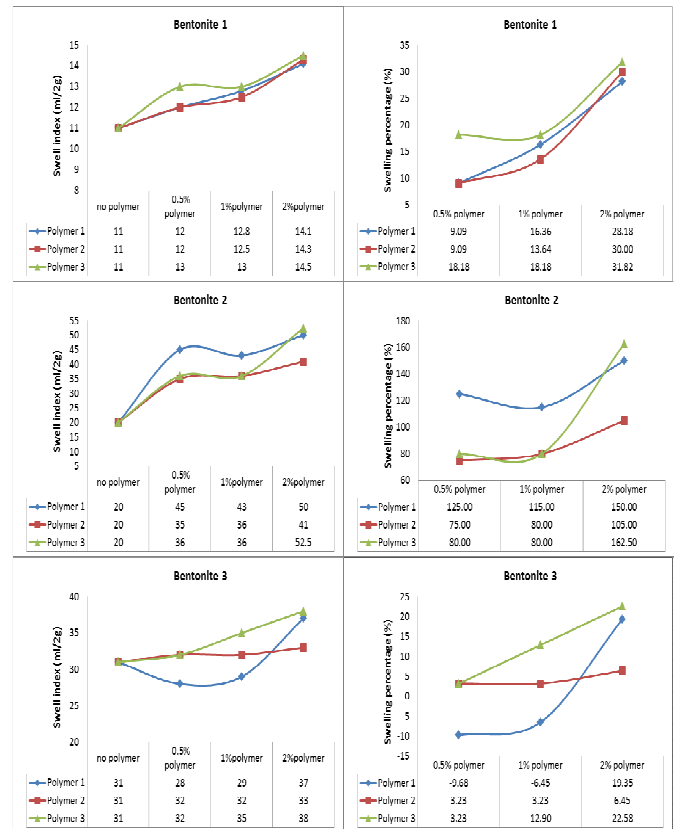 Bentonite 1
Swell index (ml/2g)
15
14
13
12
11
10
9
8
no polymer 0.5% polymer 1%polymer 2%polymer
Polymer 1 11 12 12.8 14.1
Polymer 2 11 12 12.5 14.3
Polymer 3 11 13 13 14.5
Bentonite 1
Swelling percentage (%)
35
30
25
20
15
10
5
0.5% polymer 1% polymer 2% polymer
Polymer 1 9.09 16.36 28.18
Polymer 2 9.09 13.64 30.00
Polymer 3 18.18 18.18 31.82
Bentonite 2
Swell index (ml/2g)
55
50
45
40
35
30
25
20
15
10
5
no polymer 0.5% polymer 1%polymer 2%polymer
Polymer 1 20 45 43 50
Polymer 2 20 35 36 41
Polymer 3 20 36 36 52.5
Bentonite 2
Swelling percentage (%)
180
160
140
120
100
80
60
0.5% polymer 1% polymer 2% polymer
Polymer 1 125.00 115.00 150.00
Polymer 2 75.00 80.00 105.00
Polymer 3 80.00 80.00 162.50
Bentonite 3
Swell index (ml/2g)
40
35
30
25
20
no polymer 0.5% polymer 1%polymer 2%polymer
Polymer 1 31 28 29 37
Polymer 2 31 32 32 33
Polymer 3 31 32 35 38
Bentonite 3
Swelling percentage (%)
25
20
15
10
5
0
5
-10
-15
0.5% polymer 1% polymer 2% polymer
Polymer 1 -9.68 -6.45 19.35
Polymer 2 3.23 3.23 6.45
Polymer 3 3.23 12.90 22.58